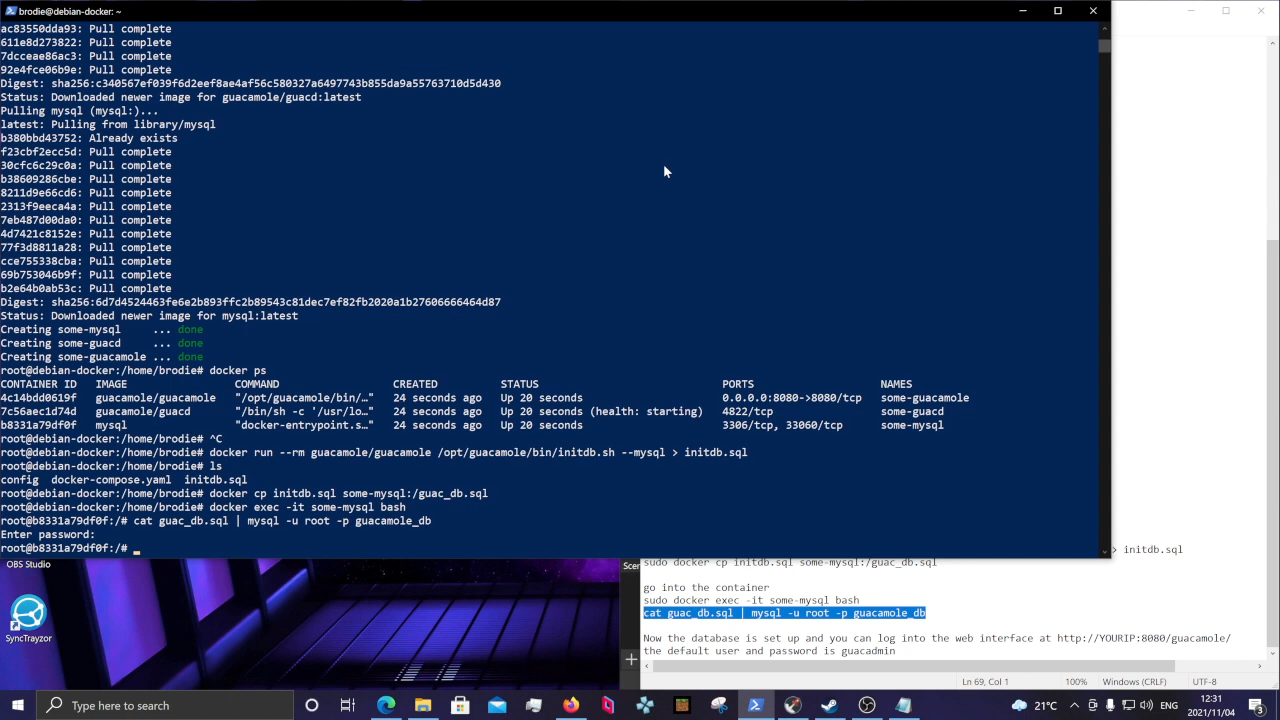 brodie@debian-docker: ~
ac83550dda93: Pull complete
611e8d273822: Pull complete
7dcceae86ac3: Pull complete
92e4fce06b9e: Pull complete
Digest: sha256:c340567ef039f6d2eef8ae4af56c580327a6497743b855da9a55763710d5d430
Status: Downloaded newer image for guacamole/guacd:latest
Pulling mysql (mysql:)...
latest: Pulling from library/mysql
b380bbd43752: Already exists
f23cbf2ecc5d: Pull complete
30cfc6c29c0a: Pull complete
b38609286cbe: Pull complete
8211d9e66cd6: Pull complete
2313f9eeca4a: Pull complete
7eb487d00da0: Pull complete
4d7421c8152e: Pull complete
77f3d8811a28: Pull complete
cce755338cba: Pull complete
69b753046b9f: Pull complete
b2e64b0ab53c: Pull complete
Digest: sha256:6d7d4524463fe6e2b893ffc2b89543c81dec7ef82fb2020a1b27606666464d87
Status: Downloaded newer image for mysql:latest
Creating some-mysql     ... done
Creating some-guacd     ... done
Creating some-guacamole ... done
root@debian-docker:/home/brodie# docker ps
CONTAINER ID   IMAGE                 COMMAND                  CREATED          STATUS                             PORTS                    NAMES
4c14bdd0619f   guacamole/guacamole   "/opt/guacamole/bin/…"   24 seconds ago   Up 20 seconds                      0.0.0.0:8080->8080/tcp   some-guacamole
7c56aec1d74d   guacamole/guacd       "/bin/sh -c '/usr/lo…"   24 seconds ago   Up 20 seconds (health: starting)   4822/tcp                 some-guacd
b8331a79df0f   mysql                 "docker-entrypoint.s…"   24 seconds ago   Up 20 seconds                      3306/tcp, 33060/tcp      some-mysql
root@debian-docker:/home/brodie# ^C
root@debian-docker:/home/brodie# docker run --rm guacamole/guacamole /opt/guacamole/bin/initdb.sh --mysql > initdb.sql
root@debian-docker:/home/brodie# ls
config  docker-compose.yaml  initdb.sql
root@debian-docker:/home/brodie# docker cp initdb.sql some-mysql:/guac_db.sql
root@debian-docker:/home/brodie# docker exec -it some-mysql bash
root@b8331a79df0f:/# cat guac_db.sql | mysql -u root -p guacamole_db
Enter password:
root@b8331a79df0f:/#
> initdb.sql
sudo docker cp initdb.sql some-mysql:/guac_db.sql
go into the container
sudo docker exec -it some-mysql bash
cat guac_db.sql | mysql -u root -p guacamole_db
Now the database is set up and you can log into the web interface at http://YOURIP:8080/guacamole/
the default user and password is guacadmin
Ln 69, Col 1
100%
Windows (CRLF)
UTF-8
OBS Studio
SyncTrayzor
Scer
Type here to search
21°C
12:31
2021/11/04
3